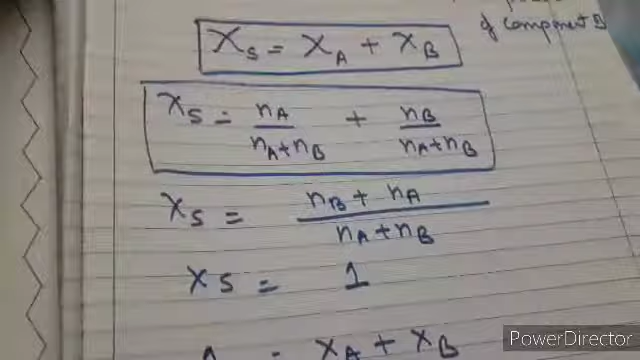 of component B
Xs = XA + XB
Xs = nA/nA+nB + nB/nA+nB
Xs = nB + nA/nA+nB
Xs = 1
= XA + XB
PowerDirector